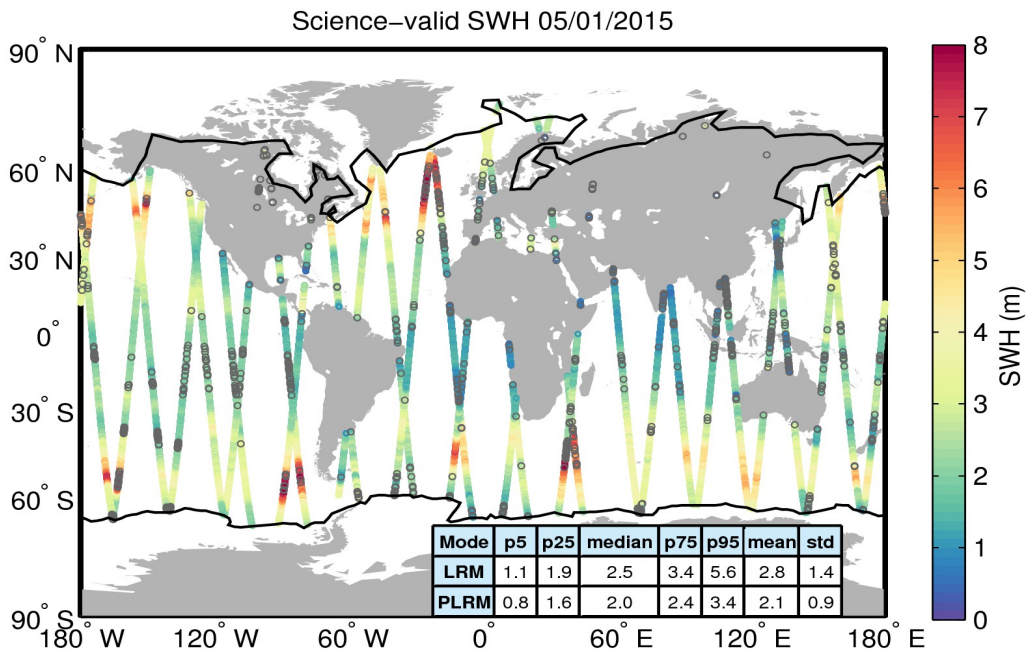 Science−valid SWH 05/01/2015
90° N
60° N
30° N
0°
30° S
60° S
90° S
180° W
120° W
60° W
0°
60° E
120° E
180° E
8
7
6
5
4
3
2
1
0
SWH (m)
Mode p5 p25 median p75 p95 mean std
LRM 1.1 1.9 2.5 3.4 5.6 2.8 1.4
PLRM 0.8 1.6 2.0 2.4 3.4 2.1 0.9